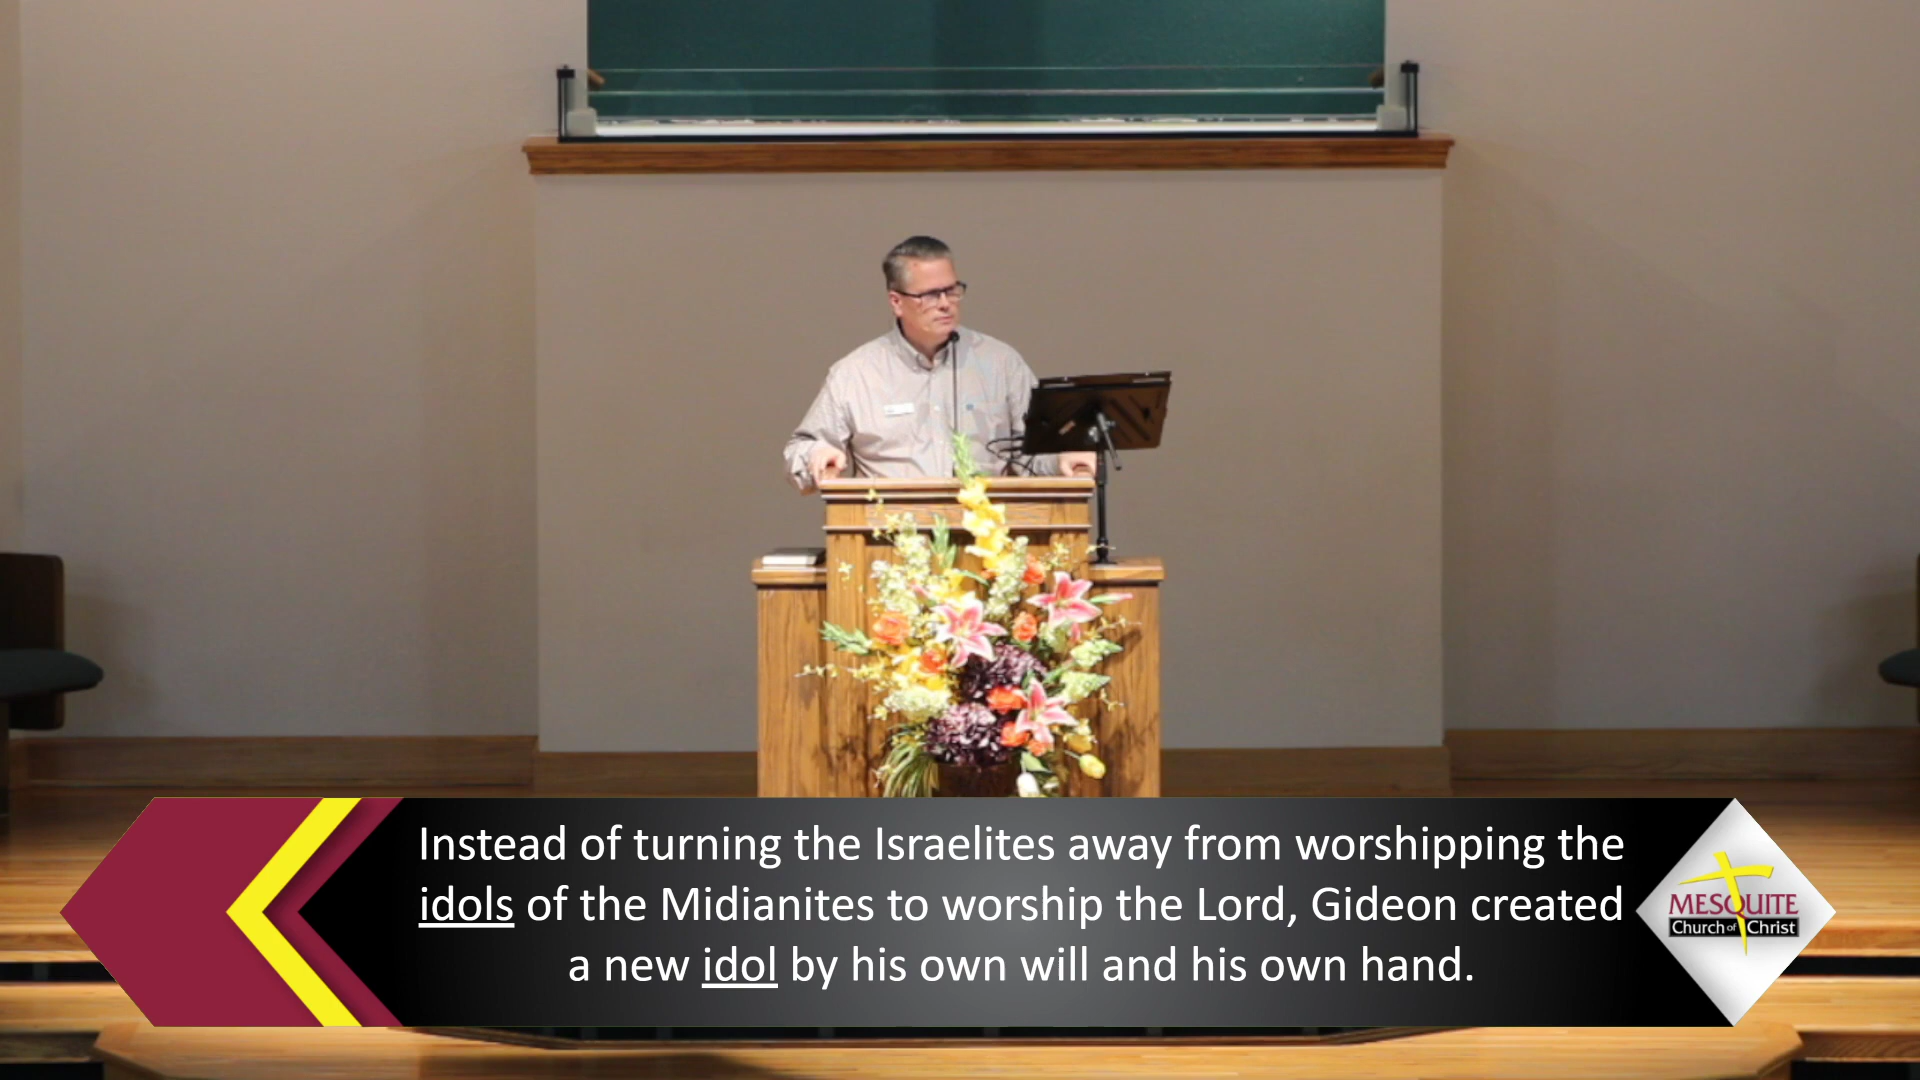 Instead of turning the Israelites away from worshipping the
idols of the Midianites to worship the Lord, Gideon created
a new idol by his own will and his own hand.
MESQUITE
Church of Christ